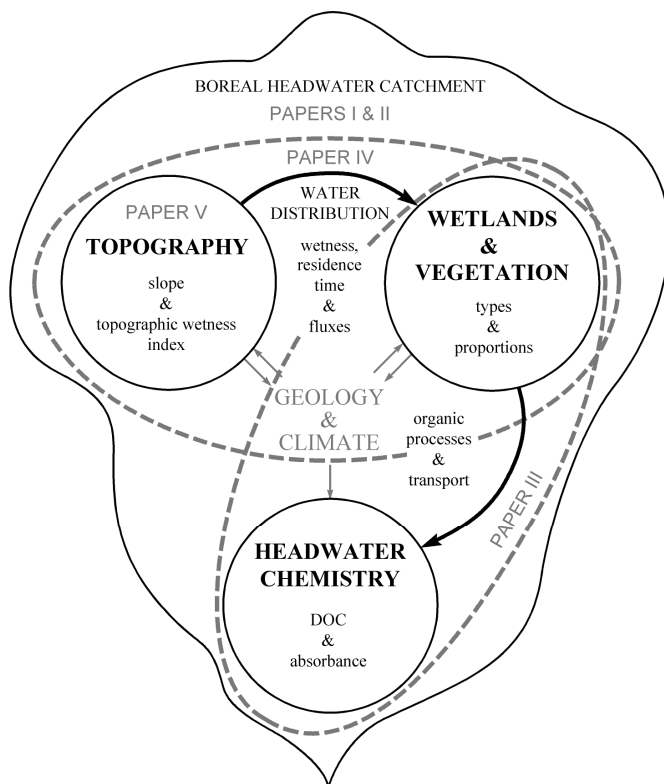 BOREAL HEADWATER CATCHMENT
PAPERS I & II
PAPER IV
PAPER V
TOPOGRAPHY
slope
&
topographic wetness
index
WATER
DISTRIBUTION
wetness,
residence
time
&
fluxes
WETLANDS
&
VEGETATION
types
&
proportions
GEOLOGY
&
CLIMATE
organic
processes
&
transport
PAPER III
HEADWATER
CHEMISTRY
DOC
&
absorbance